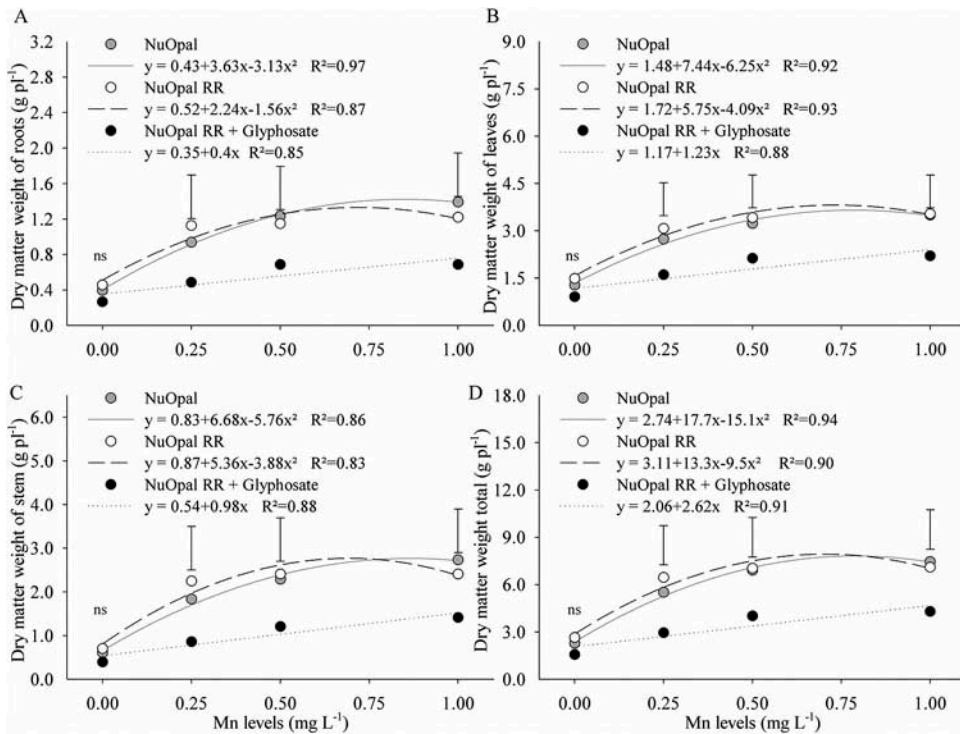 A
Dry matter weight of roots (g pl⁻¹)
3.2
2.8
2.4
2.0
1.6
1.2
0.8
0.4
0.0
NuOpal
y = 0.43+3.63x-3.13x² R²=0.97
NuOpal RR
y = 0.52+2.24x-1.56x² R²=0.87
NuOpal RR + Glyphosate
y = 0.35+0.4x R²=0.85
ns
0.00 0.25 0.50 0.75 1.00
B
Dry matter weight of leaves (g pl⁻¹)
9.0
7.5
6.0
4.5
3.0
1.5
0.0
NuOpal
y = 1.48+7.44x-6.25x² R²=0.92
NuOpal RR
y = 1.72+5.75x-4.09x² R²=0.93
NuOpal RR + Glyphosate
y = 1.17+1.23x R²=0.88
ns
0.00 0.25 0.50 0.75 1.00
C
Dry matter weight of stem (g pl⁻¹)
6.0
5.0
4.0
3.0
2.0
1.0
0.0
NuOpal
y = 0.83+6.68x-5.76x² R²=0.86
NuOpal RR
y = 0.87+5.36x-3.88x² R²=0.83
NuOpal RR + Glyphosate
y = 0.54+0.98x R²=0.88
ns
0.00 0.25 0.50 0.75 1.00
Mn levels (mg L⁻¹)
D
Dry matter weight total (g pl⁻¹)
18.0
15.0
12.0
9.0
6.0
3.0
0.0
NuOpal
y = 2.74+17.7x-15.1x² R²=0.94
NuOpal RR
y = 3.11+13.3x-9.5x² R²=0.90
NuOpal RR + Glyphosate
y = 2.06+2.62x R²=0.91
ns
0.00 0.25 0.50 0.75 1.00
Mn levels (mg L⁻¹)